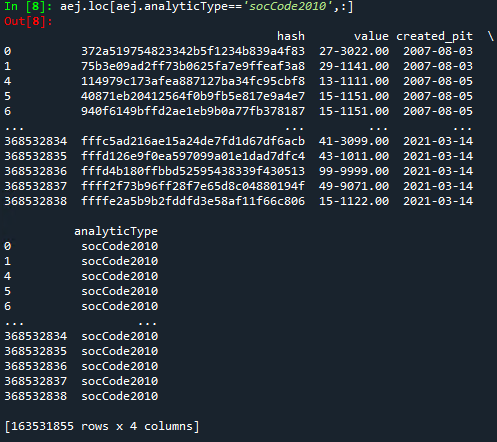 In [8]: aej.loc[aej.analyticType=='socCode2010',:]
Out[8]:
hash value created_pit \
0 372a519754823342b5f1234b839a4f83 27-3022.00 2007-08-03
1 75b3e09ad2ff73b0625fa7e9ffeaf3a8 29-1141.00 2007-08-03
4 114979c173afea887127ba34fc95cbf8 13-1111.00 2007-08-05
5 40871eb20412564f0b9fb5e817e9a4e7 15-1151.00 2007-08-05
6 940f6149bffd2ae1eb9b0a77fb378187 15-1151.00 2007-08-05
... ... ... ...
368532834 fffc5ad216ae15a24de7fd1d67df6acb 41-3099.00 2021-03-14
368532835 fffd126e9f0ea597099a01e1dad7dfc4 43-1011.00 2021-03-14
368532836 fffd4b180ffbbd52595438339f430513 99-9999.00 2021-03-14
368532837 ffff2f73b96ff28f7e65d8c04880194f 49-9071.00 2021-03-14
368532838 ffffe2a5b9b2fddfd3e58af11f66c806 15-1122.00 2021-03-14
analyticType
0 socCode2010
1 socCode2010
4 socCode2010
5 socCode2010
6 socCode2010
... ...
368532834 socCode2010
368532835 socCode2010
368532836 socCode2010
368532837 socCode2010
368532838 socCode2010
[163531855 rows x 4 columns]